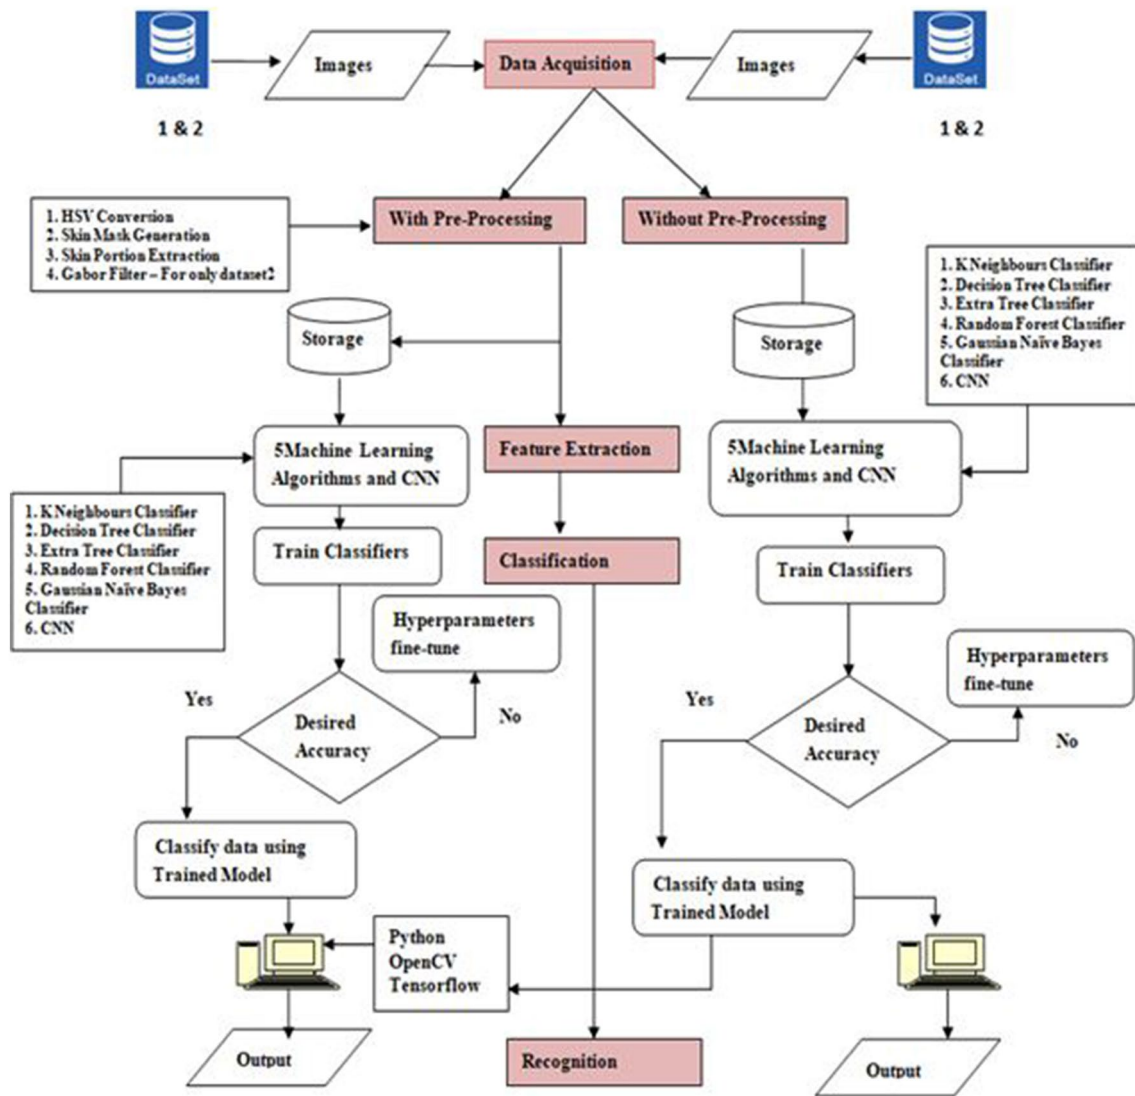 DataSet
1 & 2
Images
Data Acquisition
Images
DataSet
1 & 2
1. HSV Conversion
2. Skin Mask Generation
3. Skin Portion Extraction
4. Gabor Filter – For only dataset2
With Pre-Processing
Without Pre-Processing
1. K Neighbours Classifier
2. Decision Tree Classifier
3. Extra Tree Classifier
4. Random Forest Classifier
5. Gaussian Naïve Bayes
Classifier
6. CNN
Storage
Storage
5Machine Learning
Algorithms and CNN
Feature Extraction
5Machine Learning
Algorithms and CNN
1. K Neighbours Classifier
2. Decision Tree Classifier
3. Extra Tree Classifier
4. Random Forest Classifier
5. Gaussian Naïve Bayes
Classifier
6. CNN
Train Classifiers
Classification
Train Classifiers
Hyperparameters
fine-tune
Hyperparameters
fine-tune
Yes
No
Desired
Accuracy
Yes
No
Desired
Accuracy
Classify data using
Trained Model
Classify data using
Trained Model
Python
OpenCV
Tensorflow
Output
Recognition
Output